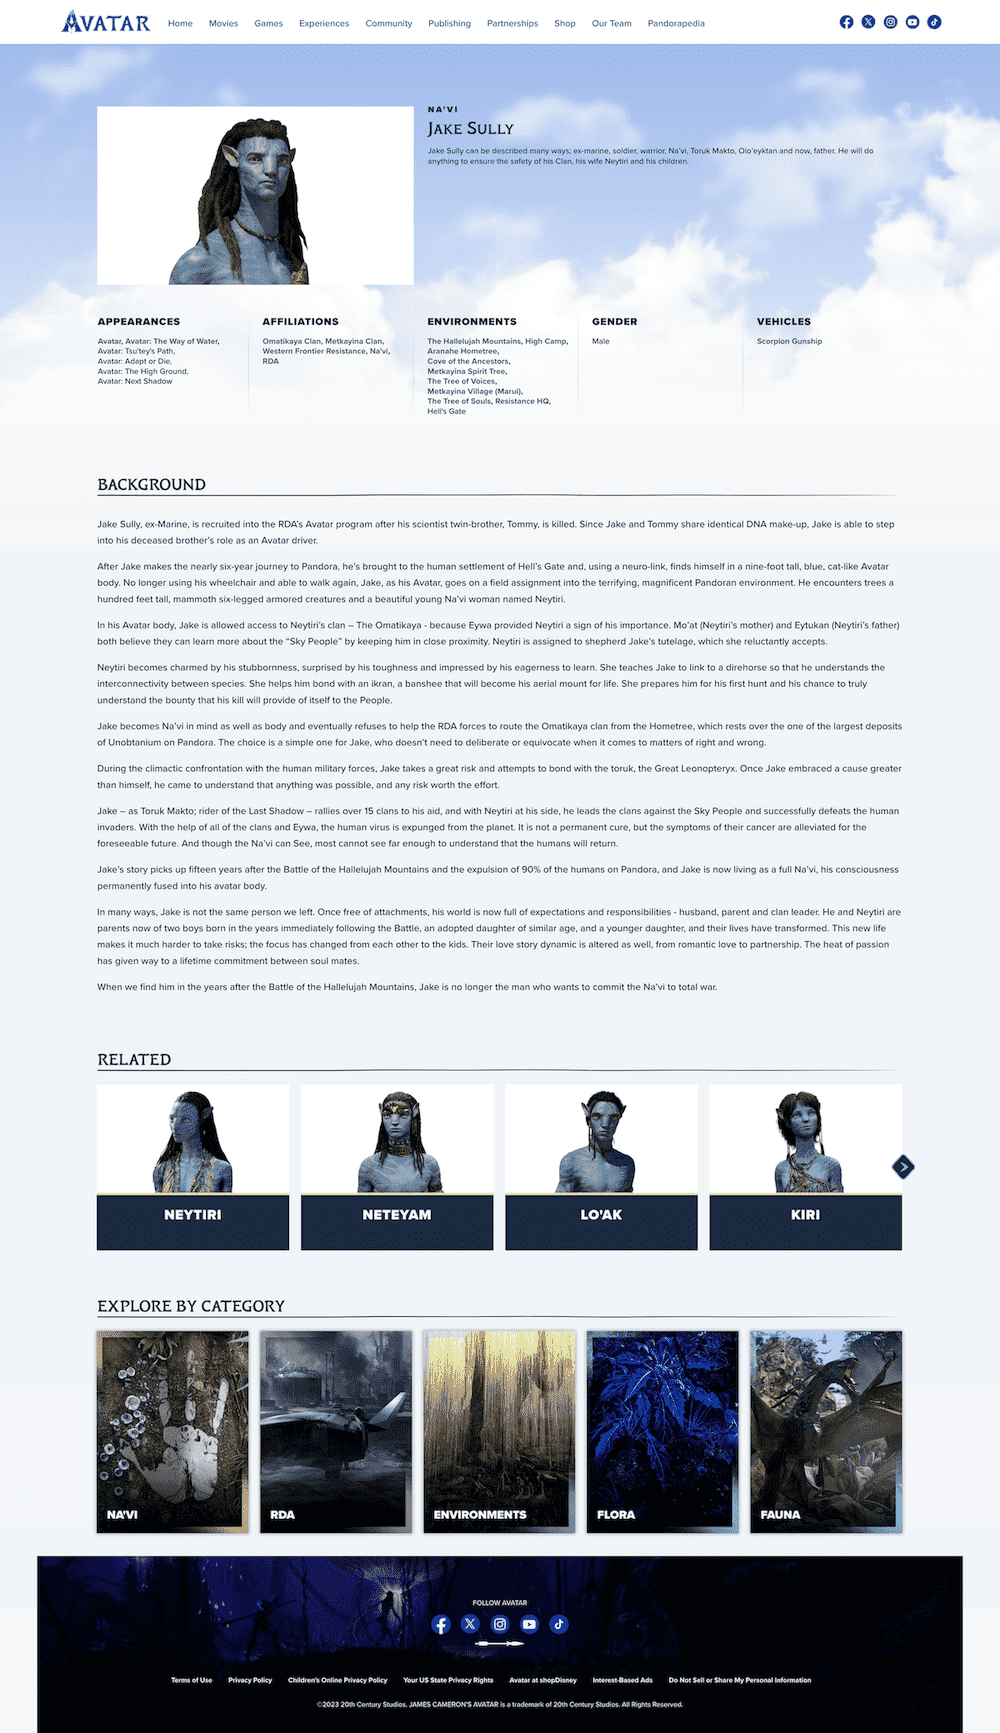 AVATAR
Home Movies Games Experiences Community Publishing Partnerships Shop Our Team Pandorapedia
NA'VI
JAKE SULLY
Jake Sully can be described many ways; ex-marine, soldier, warrior, Na'vi, Toruk Makto, Olo'eyktan and now, father. He will do
anything to ensure the safety of his Clan, his wife Neytiri and his children.
APPEARANCES
Avatar, Avatar: The Way of Water,
Avatar: Tsu'tey's Path,
Avatar: Adapt or Die,
Avatar: The High Ground,
Avatar: Next Shadow
AFFILIATIONS
Omatikaya Clan, Metkayina Clan,
Western Frontier Resistance, Na'vi,
RDA
ENVIRONMENTS
The Hallelujah Mountains, High Camp,
Aranahe Hometree,
Cove of the Ancestors,
Metkayina Spirit Tree,
The Tree of Voices,
Metkayina Village (Marui),
The Tree of Souls, Resistance HQ,
Hell's Gate
GENDER
Male
VEHICLES
Scorpion Gunship
BACKGROUND
Jake Sully, ex-Marine, is recruited into the RDA's Avatar program after his scientist twin-brother, Tommy, is killed. Since Jake and Tommy share identical DNA make-up, Jake is able to step
into his deceased brother's role as an Avatar driver.
After Jake makes the nearly six-year journey to Pandora, he's brought to the human settlement of Hell's Gate and, using a neuro-link, finds himself in a nine-foot tall, blue, cat-like Avatar
body. No longer using his wheelchair and able to walk again, Jake, as his Avatar, goes on a field assignment into the terrifying, magnificent Pandoran environment. He encounters trees a
hundred feet tall, mammoth six-legged armored creatures and a beautiful young Na'vi woman named Neytiri.
In his Avatar body, Jake is allowed access to Neytiri's clan – The Omatikaya - because Eywa provided Neytiri a sign of his importance. Mo'at (Neytiri's mother) and Eytukan (Neytiri's father)
both believe they can learn more about the “Sky People” by keeping him in close proximity. Neytiri is assigned to shepherd Jake's tutelage, which she reluctantly accepts.
Neytiri becomes charmed by his stubbornness, surprised by his toughness and impressed by his eagerness to learn. She teaches Jake to link to a direhorse so that he understands the
interconnectivity between species. She helps him bond with an ikran, a banshee that will become his aerial mount for life. She prepares him for his first hunt and his chance to truly
understand the bounty that his kill will provide of itself to the People.
Jake becomes Na'vi in mind as well as body and eventually refuses to help the RDA forces to route the Omatikaya clan from the Hometree, which rests over the one of the largest deposits
of Unobtanium on Pandora. The choice is a simple one for Jake, who doesn't need to deliberate or equivocate when it comes to matters of right and wrong.
During the climactic confrontation with the human military forces, Jake takes a great risk and attempts to bond with the toruk, the Great Leonopteryx. Once Jake embraced a cause greater
than himself, he came to understand that anything was possible, and any risk worth the effort.
Jake – as Toruk Makto; rider of the Last Shadow – rallies over 15 clans to his aid, and with Neytiri at his side, he leads the clans against the Sky People and successfully defeats the human
invaders. With the help of all of the clans and Eywa, the human virus is expunged from the planet. It is not a permanent cure, but the symptoms of their cancer are alleviated for the
foreseeable future. And though the Na'vi can See, most cannot see far enough to understand that the humans will return.
Jake's story picks up fifteen years after the Battle of the Hallelujah Mountains and the expulsion of 90% of the humans on Pandora, and Jake is now living as a full Na'vi, his consciousness
permanently fused into his avatar body.
In many ways, Jake is not the same person we left. Once free of attachments, his world is now full of expectations and responsibilities - husband, parent and clan leader. He and Neytiri are
parents now of two boys born in the years immediately following the Battle, an adopted daughter of similar age, and a younger daughter, and their lives have transformed. This new life
makes it much harder to take risks; the focus has changed from each other to the kids. Their love story dynamic is altered as well, from romantic love to partnership. The heat of passion
has given way to a lifetime commitment between soul mates.
When we find him in the years after the Battle of the Hallelujah Mountains, Jake is no longer the man who wants to commit the Na'vi to total war.
RELATED
NEYTIRI NETEYAM LO'AK KIRI
EXPLORE BY CATEGORY
NA'VI RDA ENVIRONMENTS FLORA FAUNA
FOLLOW AVATAR
Terms of Use Privacy Policy Children's Online Privacy Policy Your US State Privacy Rights Avatar at shopDisney Interest-Based Ads Do Not Sell or Share My Personal Information
©2023 20th Century Studios. JAMES CAMERON'S AVATAR is a trademark of 20th Century Studios. All Rights Reserved.